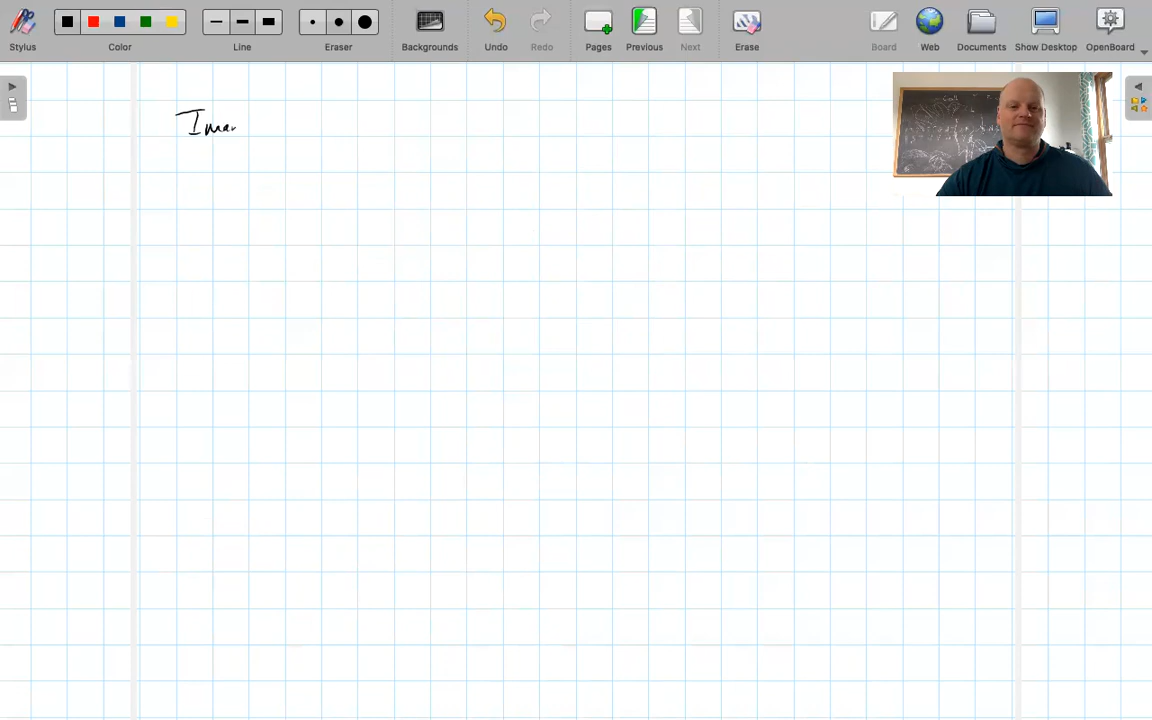 Stylus
Color
Line
Eraser
Backgrounds
Undo
Redo
Pages
Previous
Next
Erase
Board
Web
Documents
Show Desktop
OpenBoard
Ima